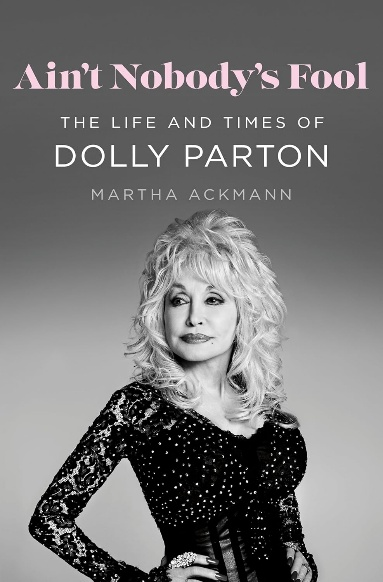 Ain't Nobody's Fool
THE LIFE AND TIMES OF
DOLLY PARTON
MARTHA ACKMANN